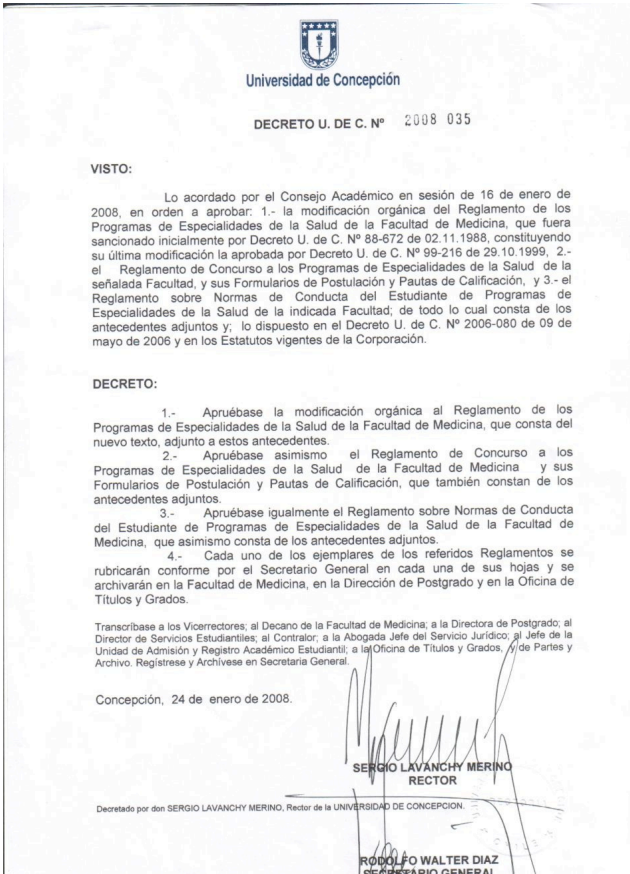 Universidad de Concepción
DECRETO U. DE C. Nº 2008 035
VISTO:
Lo acordado por el Consejo Académico en sesión de 16 de enero de
2008, en orden a aprobar: 1.- la modificación orgánica del Reglamento de los
Programas de Especialidades de la Salud de la Facultad de Medicina, que fuera
sancionado inicialmente por Decreto U. de C. Nº 88-672 de 02.11.1988, constituyendo
su última modificación la aprobada por Decreto U. de C. Nº 99-216 de 29.10.1999, 2.-
el Reglamento de Concurso a los Programas de Especialidades de la Salud de la
señalada Facultad, y sus Formularios de Postulación y Pautas de Calificación, y 3.- el
Reglamento sobre Normas de Conducta del Estudiante de Programas de
Especialidades de la Salud de la indicada Facultad; de todo lo cual consta de los
antecedentes adjuntos y; lo dispuesto en el Decreto U. de C. Nº 2006-080 de 09 de
mayo de 2006 y en los Estatutos vigentes de la Corporación.
DECRETO:
1.- Apruébase la modificación orgánica al Reglamento de los
Programas de Especialidades de la Salud de la Facultad de Medicina, que consta del
nuevo texto, adjunto a estos antecedentes.
2.- Apruébase asimismo el Reglamento de Concurso a los
Programas de Especialidades de la Salud de la Facultad de Medicina y sus
Formularios de Postulación y Pautas de Calificación, que también constan de los
antecedentes adjuntos.
3.- Apruébase igualmente el Reglamento sobre Normas de Conducta
del Estudiante de Programas de Especialidades de la Salud de la Facultad de
Medicina, que asimismo consta de los antecedentes adjuntos.
4.- Cada uno de los ejemplares de los referidos Reglamentos se
rubricarán conforme por el Secretario General en cada una de sus hojas y se
archivarán en la Facultad de Medicina, en la Dirección de Postgrado y en la Oficina de
Títulos y Grados.
Transcríbase a los Vicerrectores; al Decano de la Facultad de Medicina; a la Directora de Postgrado; al
Director de Servicios Estudiantiles; al Contralor; a la Abogada Jefe del Servicio Jurídico; al Jefe de la
Unidad de Admisión y Registro Académico Estudiantil; a la Oficina de Títulos y Grados, y de Partes y
Archivo. Regístrese y Archívese en Secretaria General.
Concepción, 24 de enero de 2008.
SERGIO LAVANCHY MERINO
RECTOR
Decretado por don SERGIO LAVANCHY MERINO, Rector de la UNIVERSIDAD DE CONCEPCION.
RODOLFO WALTER DIAZ
SECRETARIO GENERAL